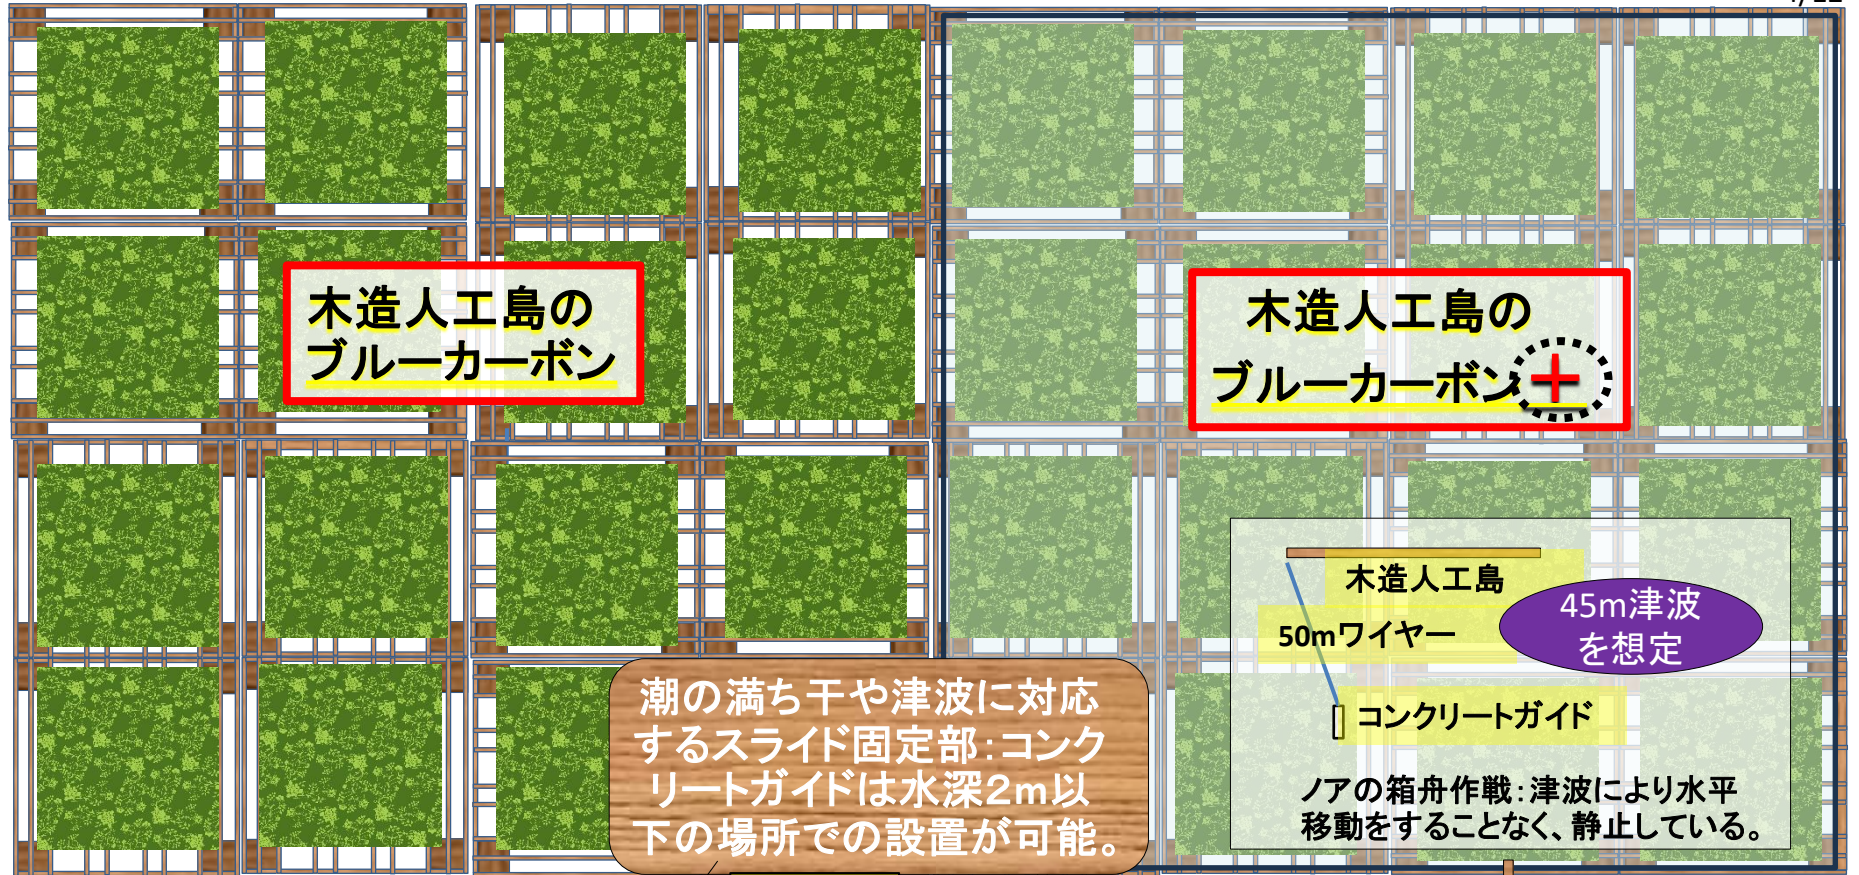 木造人工島の
ブルーカーボン
木造人工島の
ブルーカーボン+
木造人工島
45m津波
を想定
50mワイヤー
コンクリートガイド
ノアの箱舟作戦：津波により水平
移動をすることなく、静止している。
潮の満ち干や津波に対応
するスライド固定部：コンク
リートガイドは水深2m以
下の場所での設置が可能。